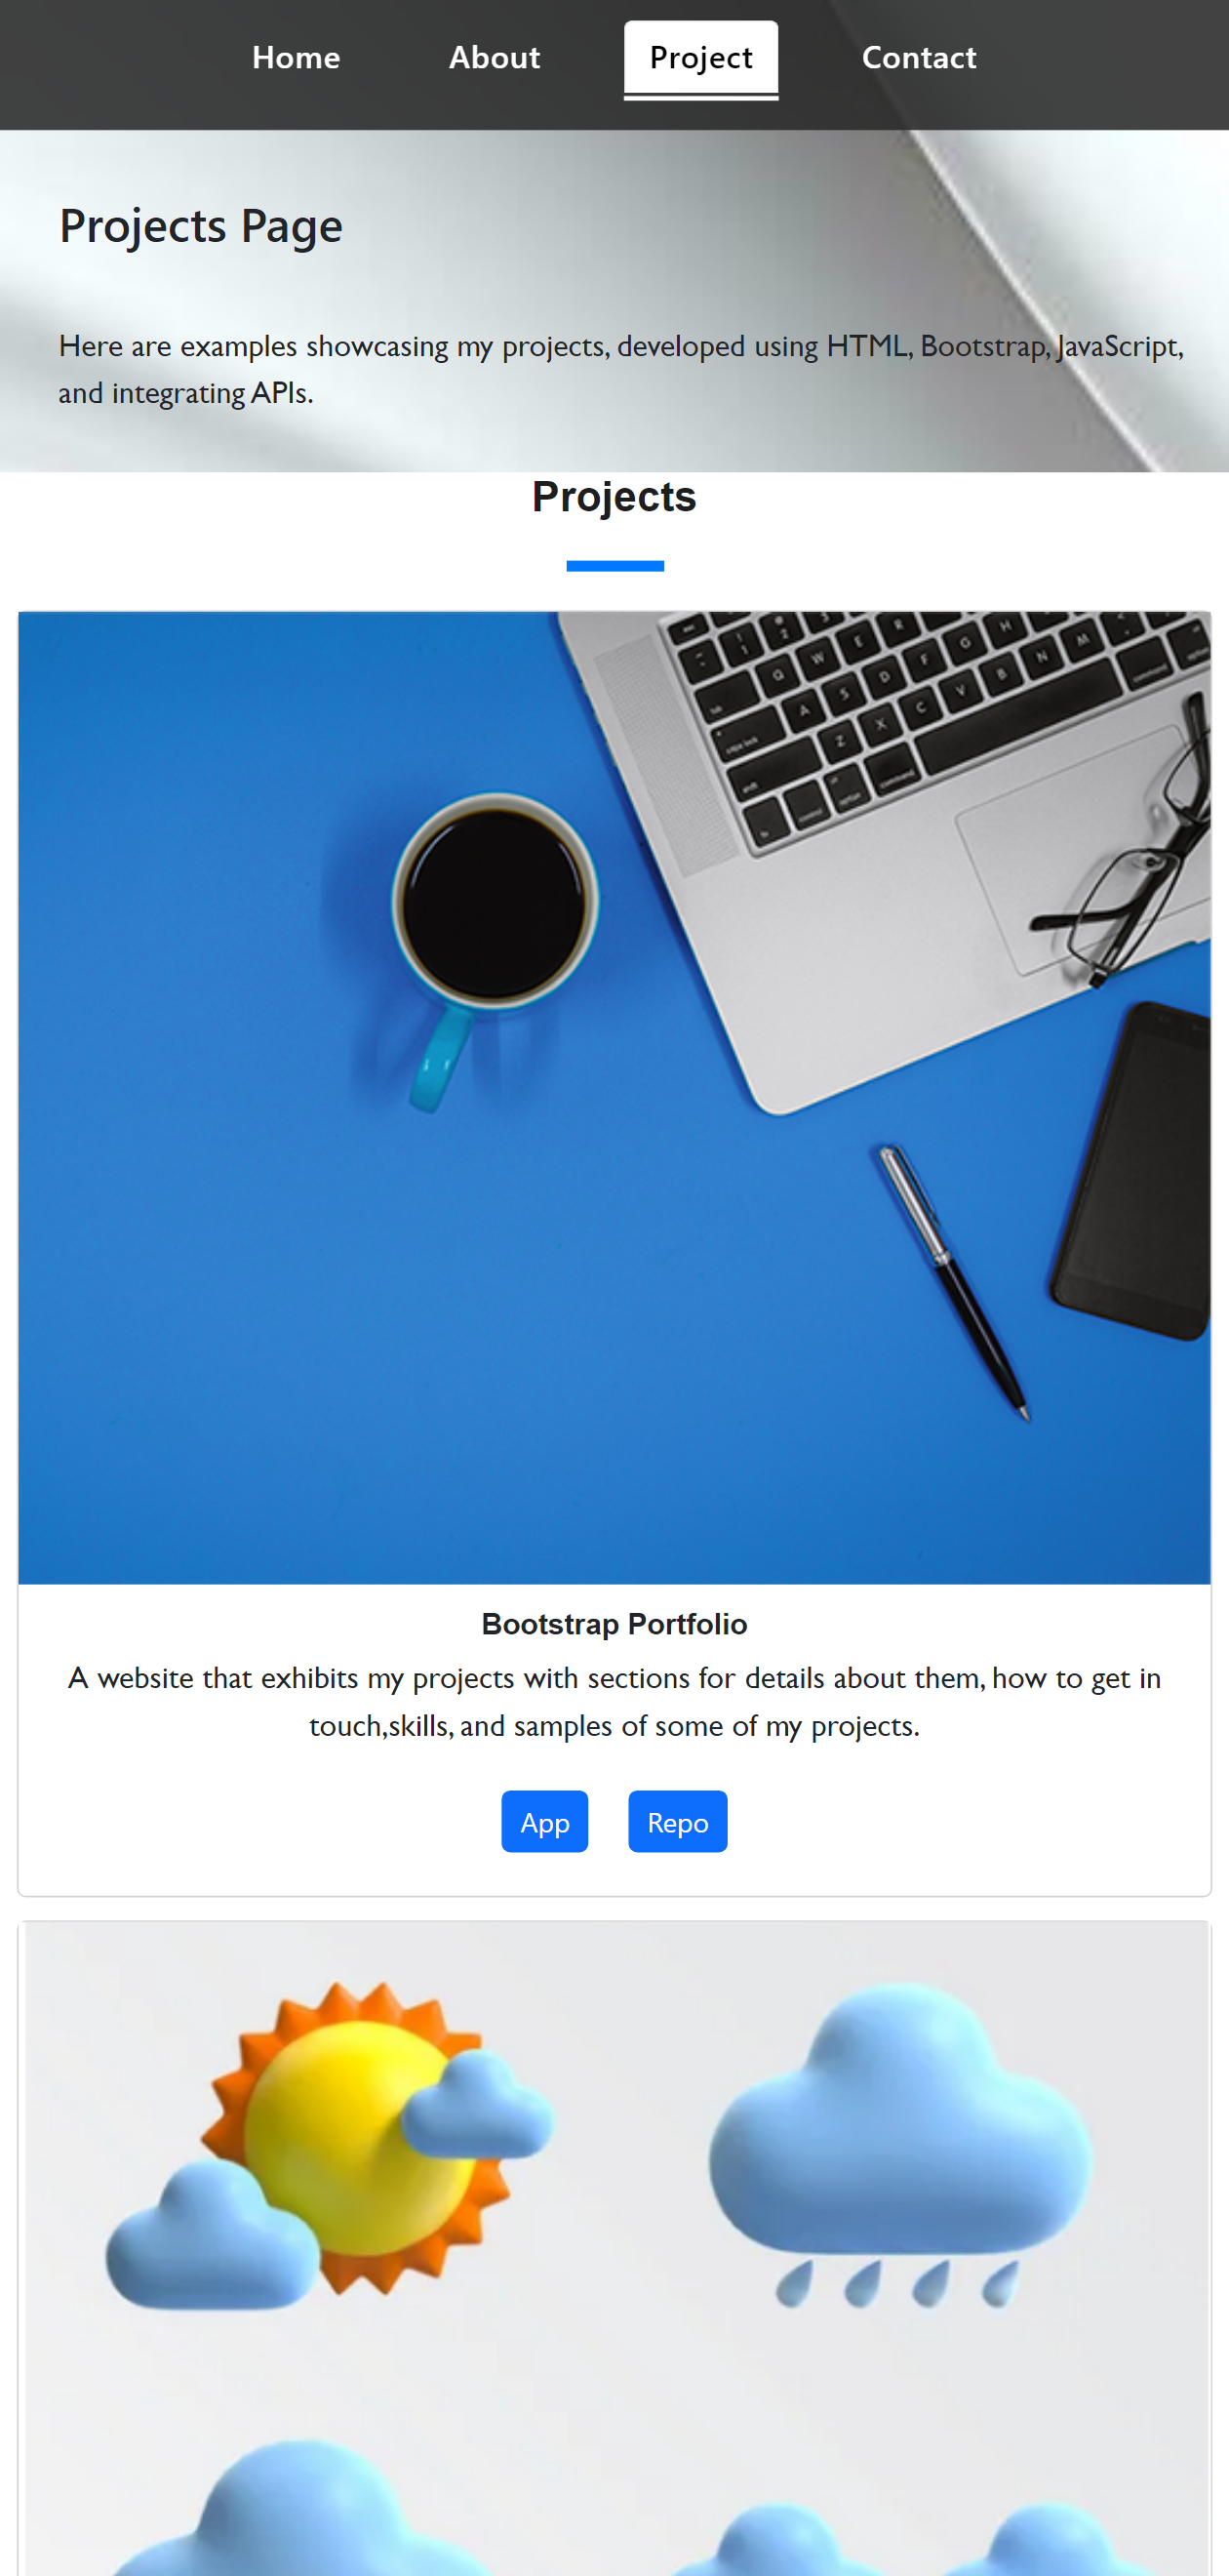 Home About Project Contact
Projects Page
Here are examples showcasing my projects, developed using HTML, Bootstrap, JavaScript,
and integrating APIs.
Projects
Bootstrap Portfolio
A website that exhibits my projects with sections for details about them, how to get in
touch,skills, and samples of some of my projects.
App Repo